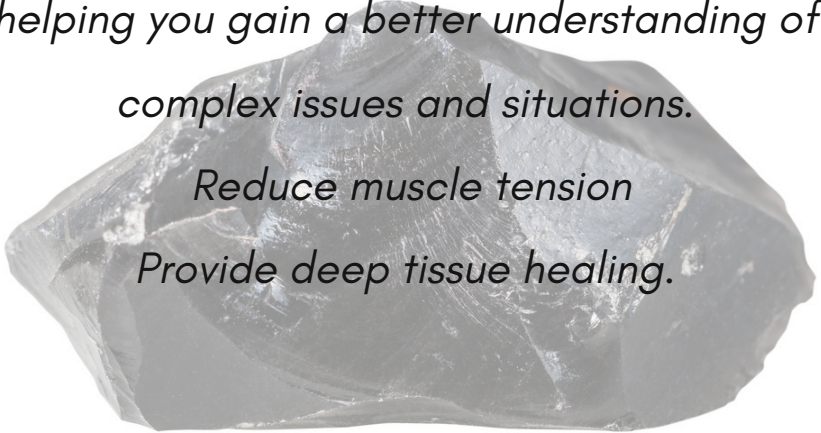 helping you gain a better understanding of
complex issues and situations.
Reduce muscle tension
Provide deep tissue healing.